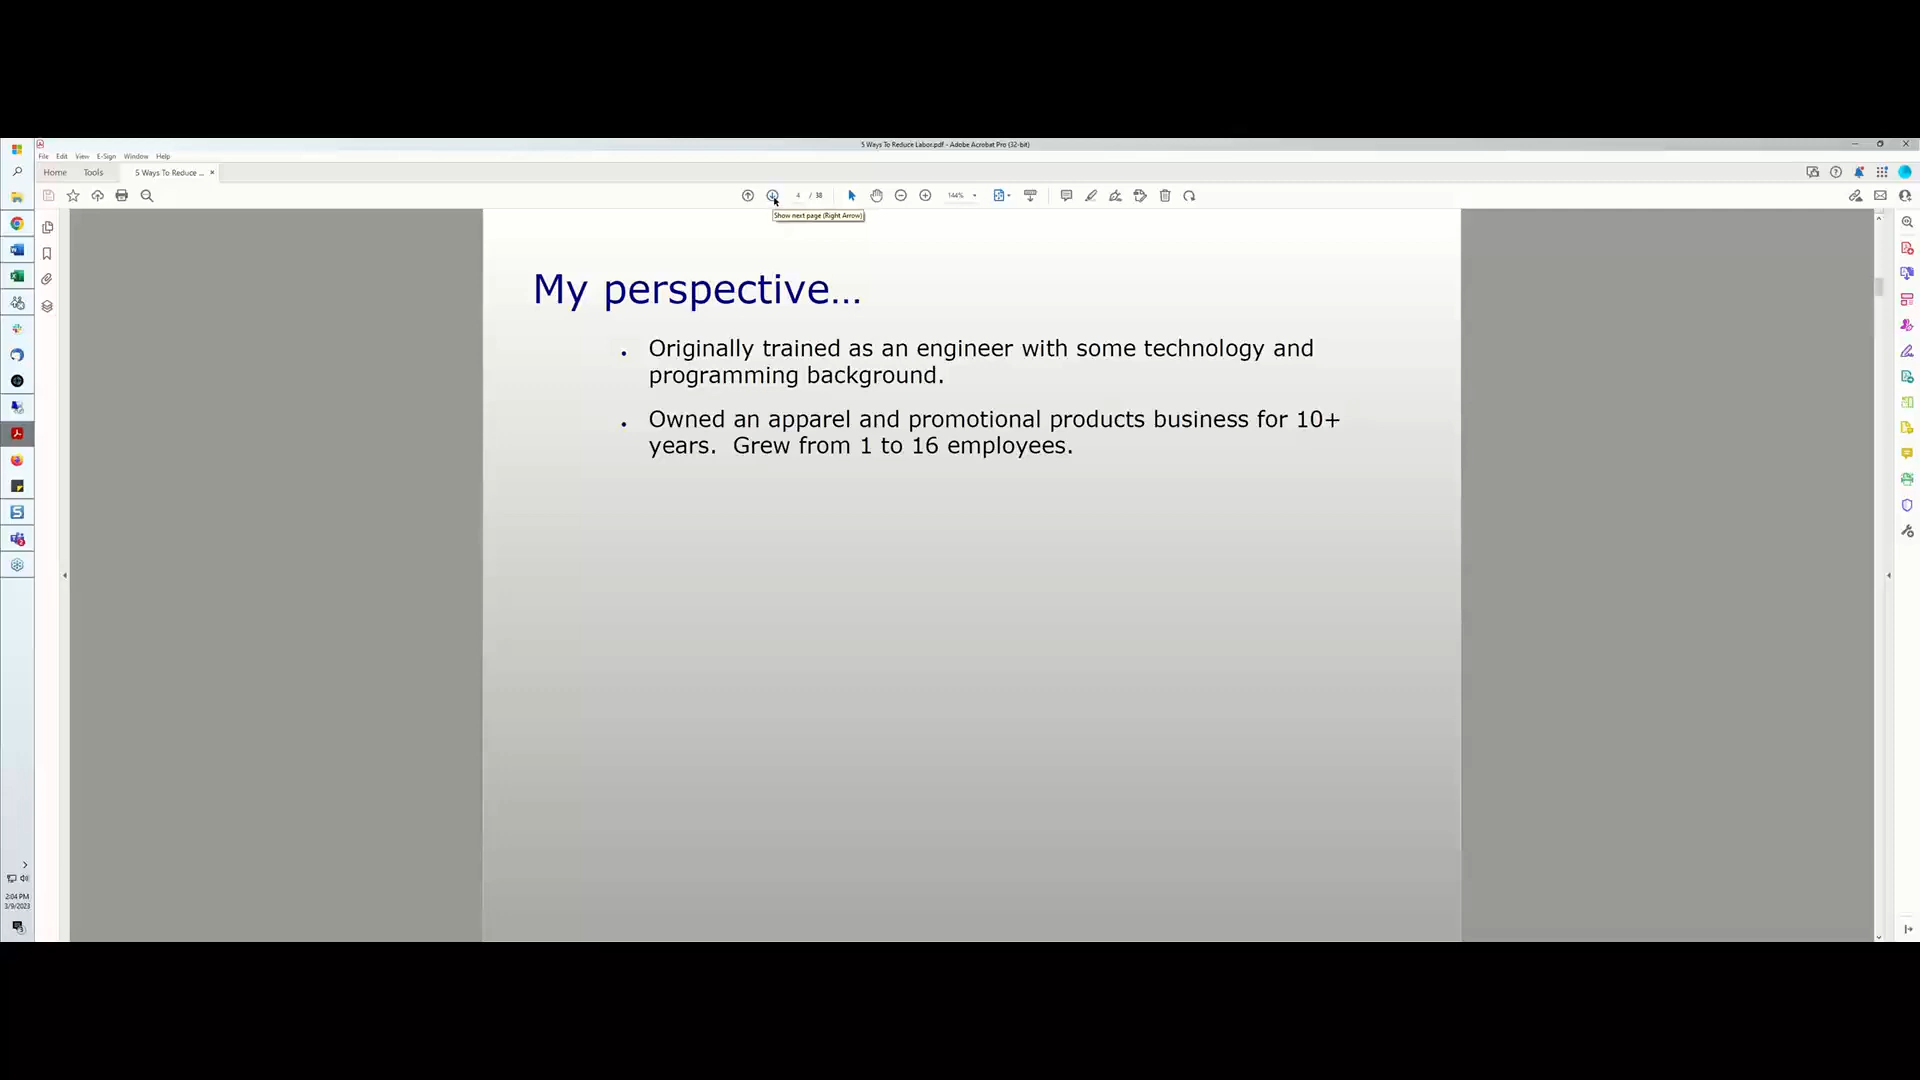 5 Ways To Reduce Labor.pdf - Adobe Acrobat Pro (32-bit)
File Edit View E-Sign Window Help
Home Tools 5 Ways To Reduce ... ×
4 / 38 144%
Show next page (Right Arrow)
My perspective...
• Originally trained as an engineer with some technology and
programming background.
• Owned an apparel and promotional products business for 10+
years. Grew from 1 to 16 employees.
2:04 PM
3/9/2023